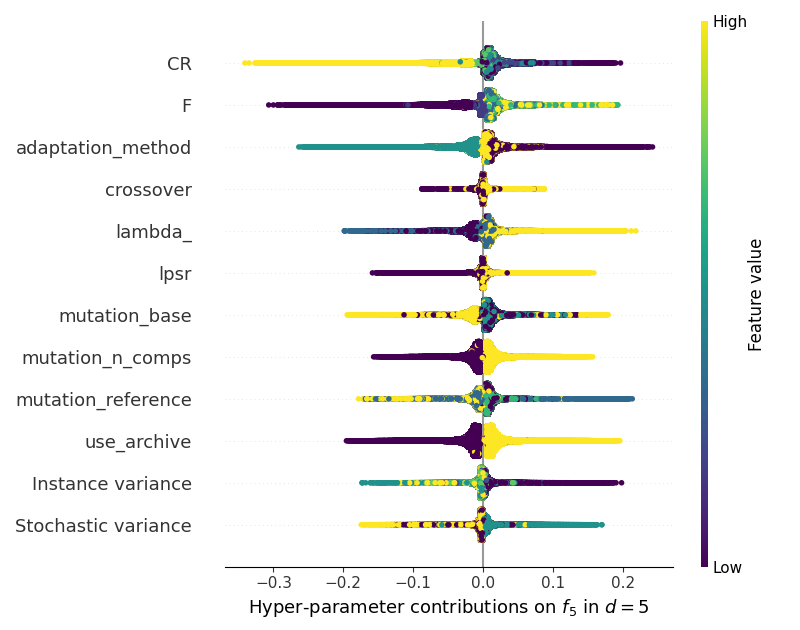 High
CR
F
adaptation_method
crossover
lambda_
lpsr
mutation_base
mutation_n_comps
mutation_reference
use_archive
Instance variance
Stochastic variance
Feature value
Low
−0.3 −0.2 −0.1 0.0 0.1 0.2
Hyper-parameter contributions on f₅ in d = 5